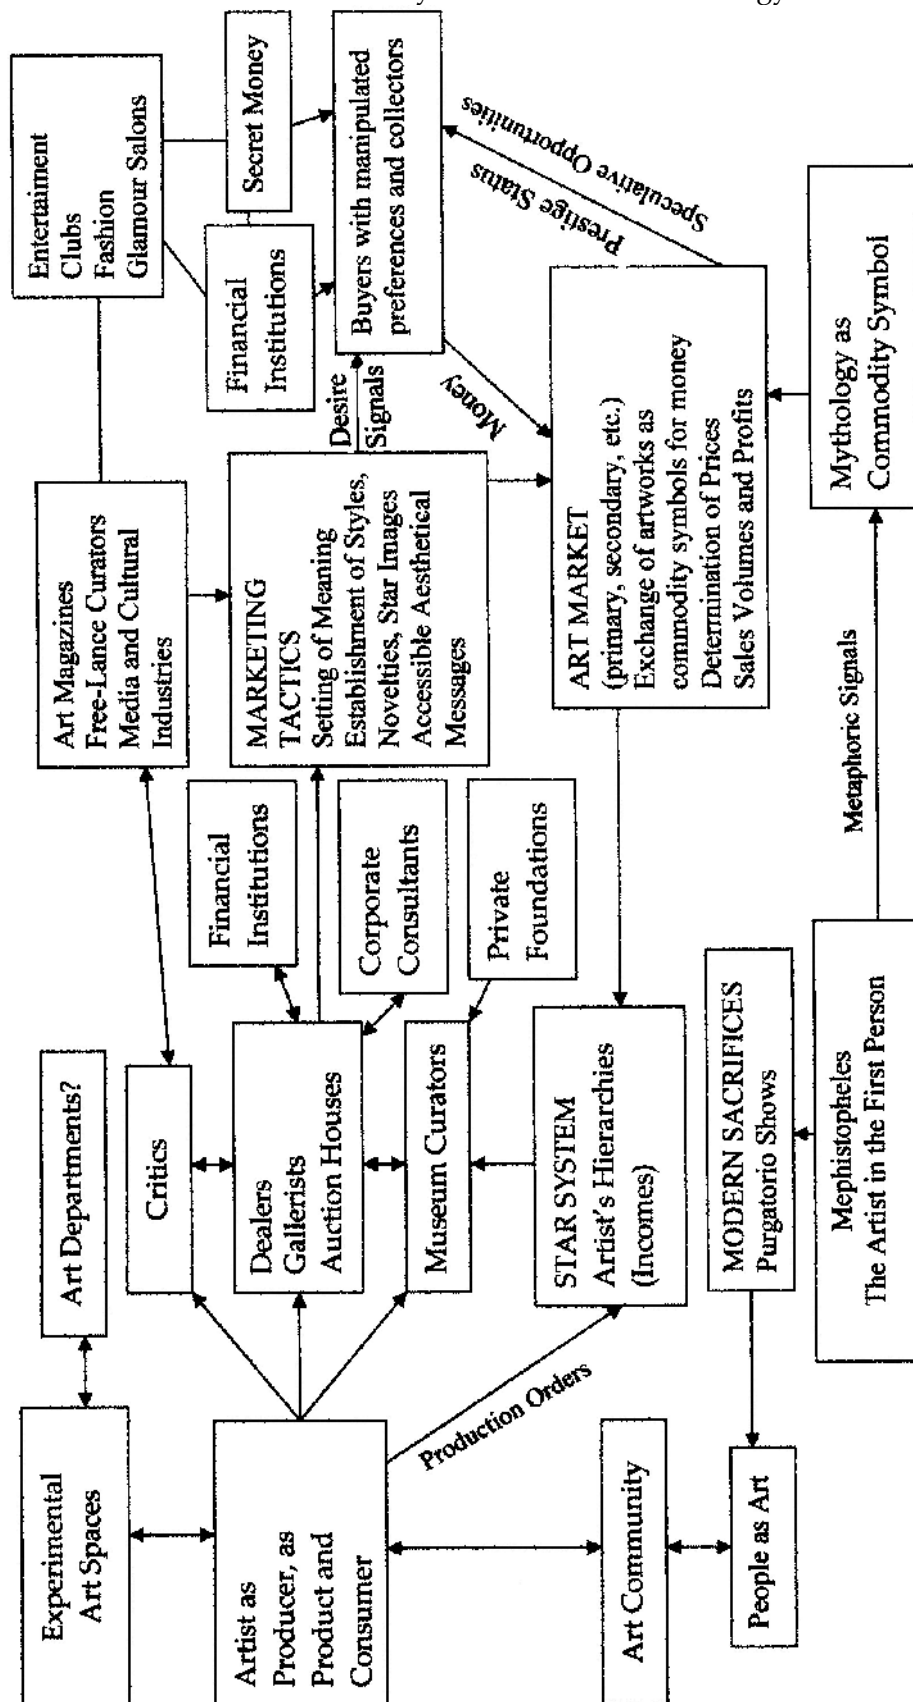 Experimental
Art Spaces
Art Departments?
Artist as
Producer, as
Product and
Consumer
Art Community
People as Art
Critics
Dealers
Gallerists
Auction Houses
Museum Curators
Production Orders
STAR SYSTEM
Artist's Hierarchies
(Incomes)
MODERN SACRIFICES
Purgatorio Shows
Mephistopheles
The Artist in the First Person
Financial
Institutions
Corporate
Consultants
Private
Foundations
Art Magazines
Free-Lance Curators
Media and Cultural
Industries
MARKETING
TACTICS
Setting of Meaning
Establishment of Styles,
Novelties, Star Images
Accessible Aesthetical
Messages
Desire
Signals
Money
ART MARKET
(primary, secondary, etc.)
Exchange of artworks as
commodity symbols for money
Determination of Prices
Sales Volumes and Profits
Metaphoric Signals
Mythology as
Commodity Symbol
Entertaiment
Clubs
Fashion
Glamour Salons
Financial
Institutions
Secret Money
Buyers with manipulated
preferences and collectors
Prestige Status
Speculative Opportunities